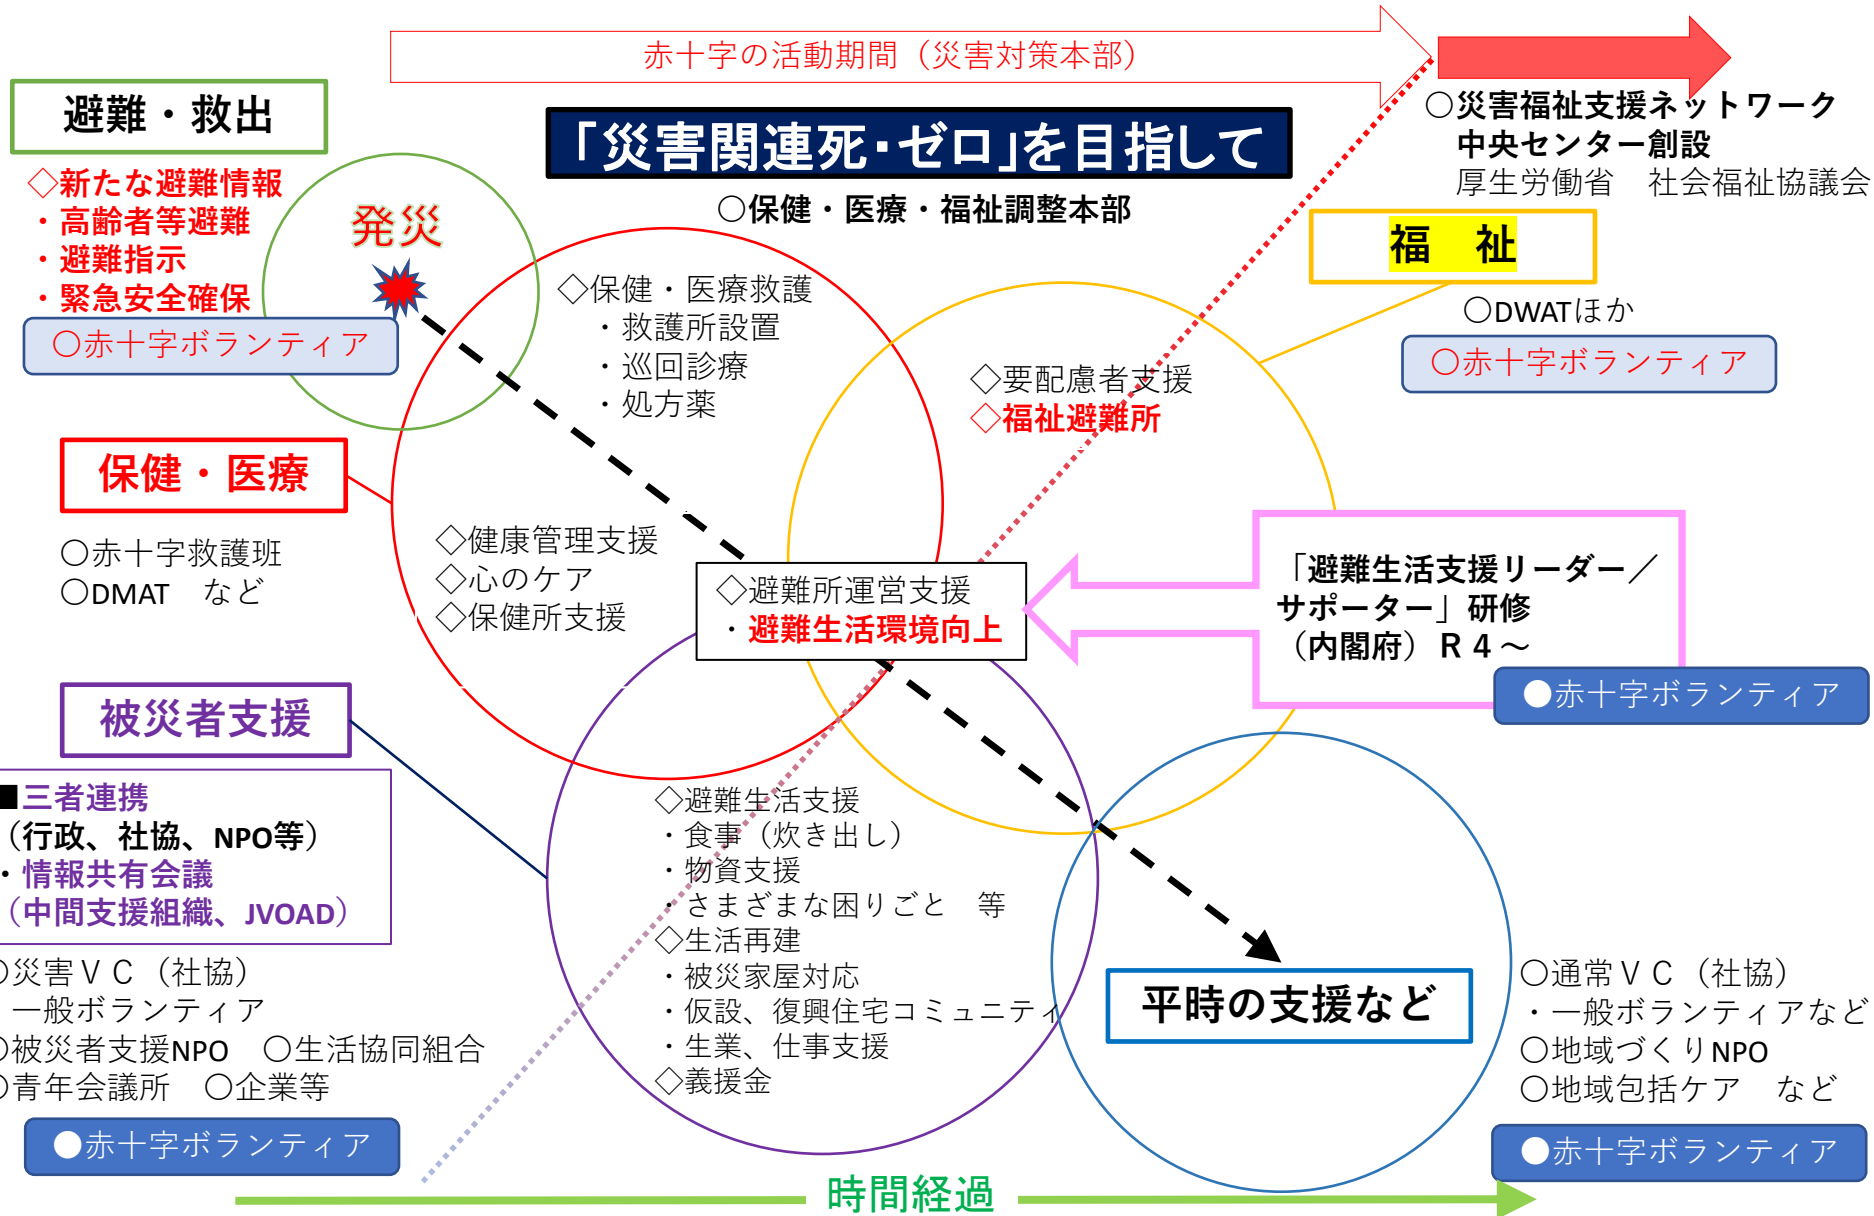 赤十字の活動期間（災害対策本部）
避難・救出
「災害関連死・ゼロ」を目指して
○保健・医療・福祉調整本部
○災害福祉支援ネットワーク
中央センター創設
厚生労働省　社会福祉協議会
◇新たな避難情報
・高齢者等避難
・避難指示
・緊急安全確保
○赤十字ボランティア
発災
◇保健・医療救護
・救護所設置
・巡回診療
・処方薬
福　祉
○DWATほか
○赤十字ボランティア
◇要配慮者支援
◇福祉避難所
保健・医療
○赤十字救護班
○DMAT　など
◇健康管理支援
◇心のケア
◇保健所支援
◇避難所運営支援
・避難生活環境向上
「避難生活支援リーダー／
サポーター」研修
（内閣府）Ｒ４～
●赤十字ボランティア
被災者支援
■三者連携
（行政、社協、NPO等）
・情報共有会議
（中間支援組織、JVOAD）
○災害ＶＣ（社協）
一般ボランティア
○被災者支援NPO　○生活協同組合
○青年会議所　○企業等
●赤十字ボランティア
◇避難生活支援
・食事（炊き出し）
・物資支援
・さまざまな困りごと　等
◇生活再建
・被災家屋対応
・仮設、復興住宅コミュニティ
・生業、仕事支援
◇義援金
平時の支援など
○通常ＶＣ（社協）
・一般ボランティアなど
○地域づくりNPO
○地域包括ケア　など
●赤十字ボランティア
時間経過